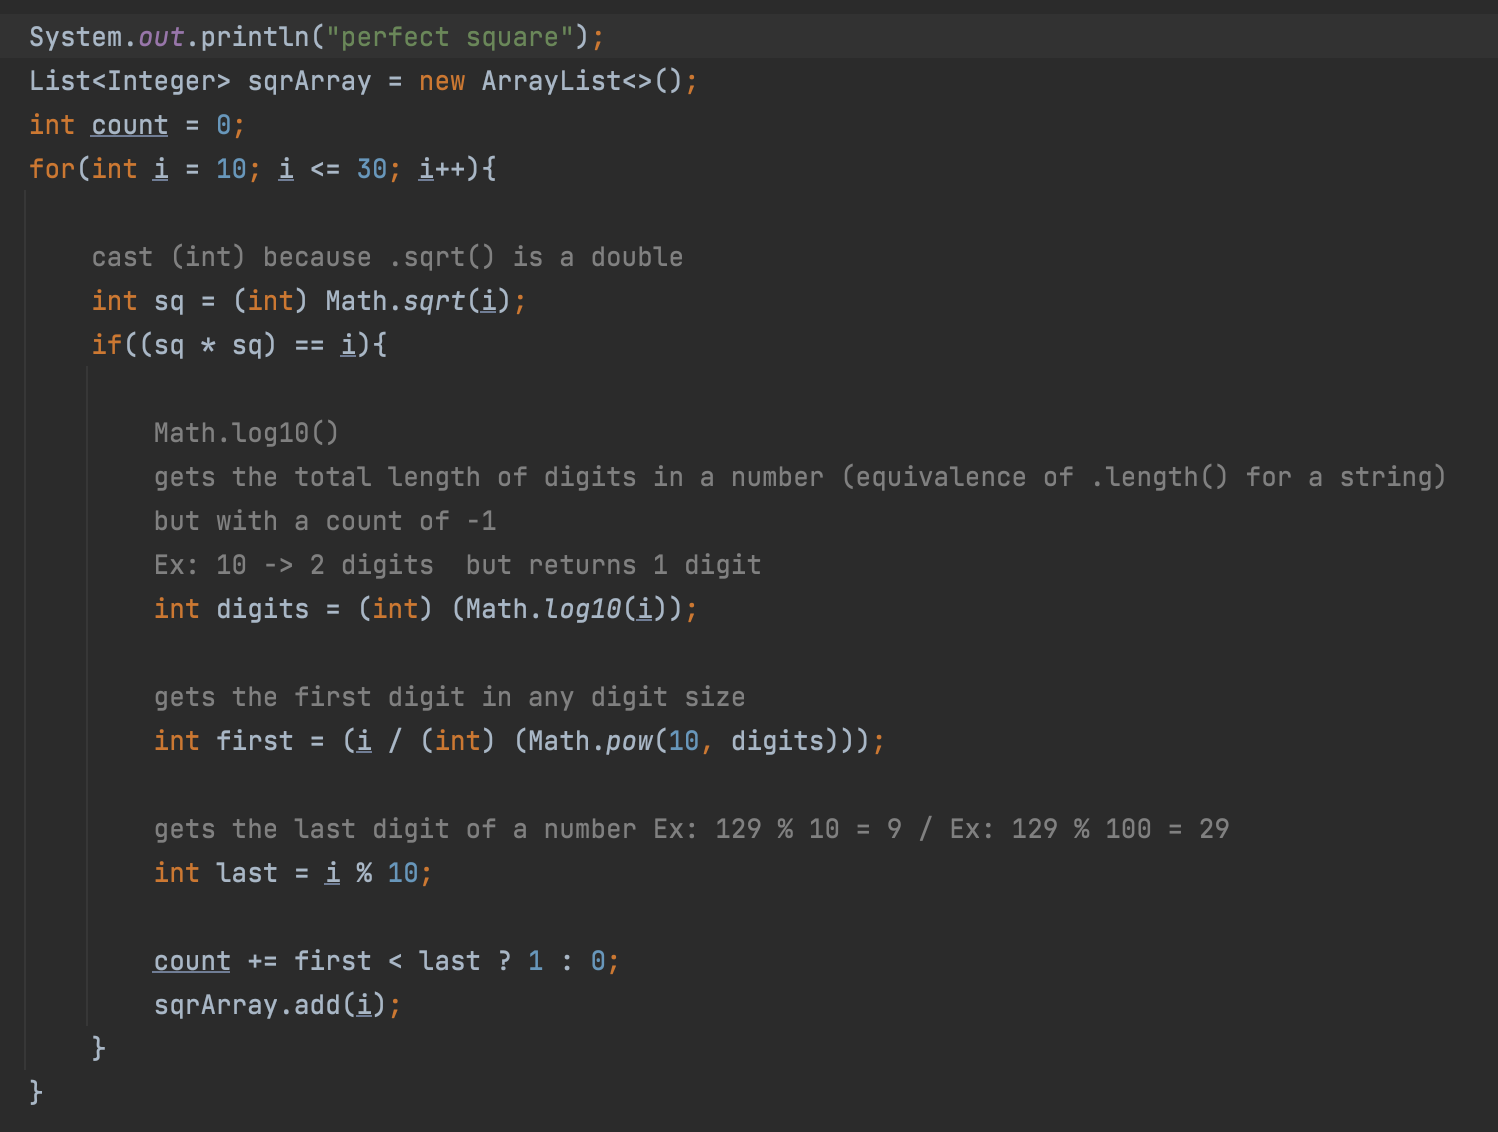 System.out.println("perfect square");
List<Integer> sqrArray = new ArrayList<>();
int count = 0;
for(int i = 10; i <= 30; i++){
cast (int) because .sqrt() is a double
int sq = (int) Math.sqrt(i);
if((sq * sq) == i){
Math.log10()
gets the total length of digits in a number (equivalence of .length() for a string)
but with a count of -1
Ex: 10 -> 2 digits  but returns 1 digit
int digits = (int) (Math.log10(i));
gets the first digit in any digit size
int first = (i / (int) (Math.pow(10, digits)));
gets the last digit of a number Ex: 129 % 10 = 9 / Ex: 129 % 100 = 29
int last = i % 10;
count += first < last ? 1 : 0;
sqrArray.add(i);
}
}